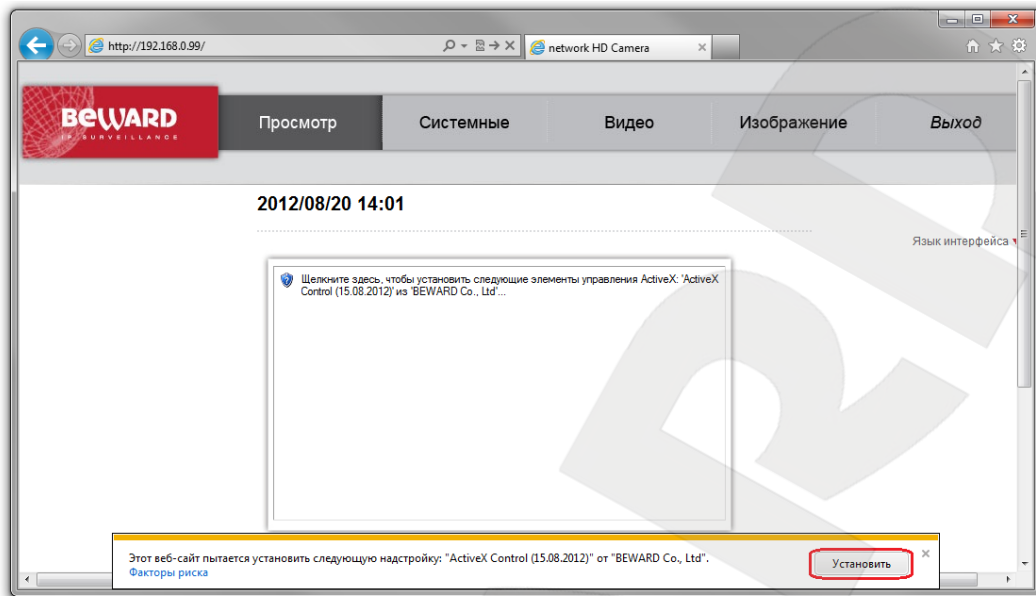 http://192.168.0.99/
network HD Camera
BEWARD
IP SURVEILLANCE
Просмотр
Системные
Видео
Изображение
Выход
2012/08/20 14:01
Язык интерфейса
Щелкните здесь, чтобы установить следующие элементы управления ActiveX: 'ActiveX
Control (15.08.2012)' из 'BEWARD Co., Ltd'...
Этот веб-сайт пытается установить следующую надстройку: "ActiveX Control (15.08.2012)" от "BEWARD Co., Ltd".
Факторы риска
Установить